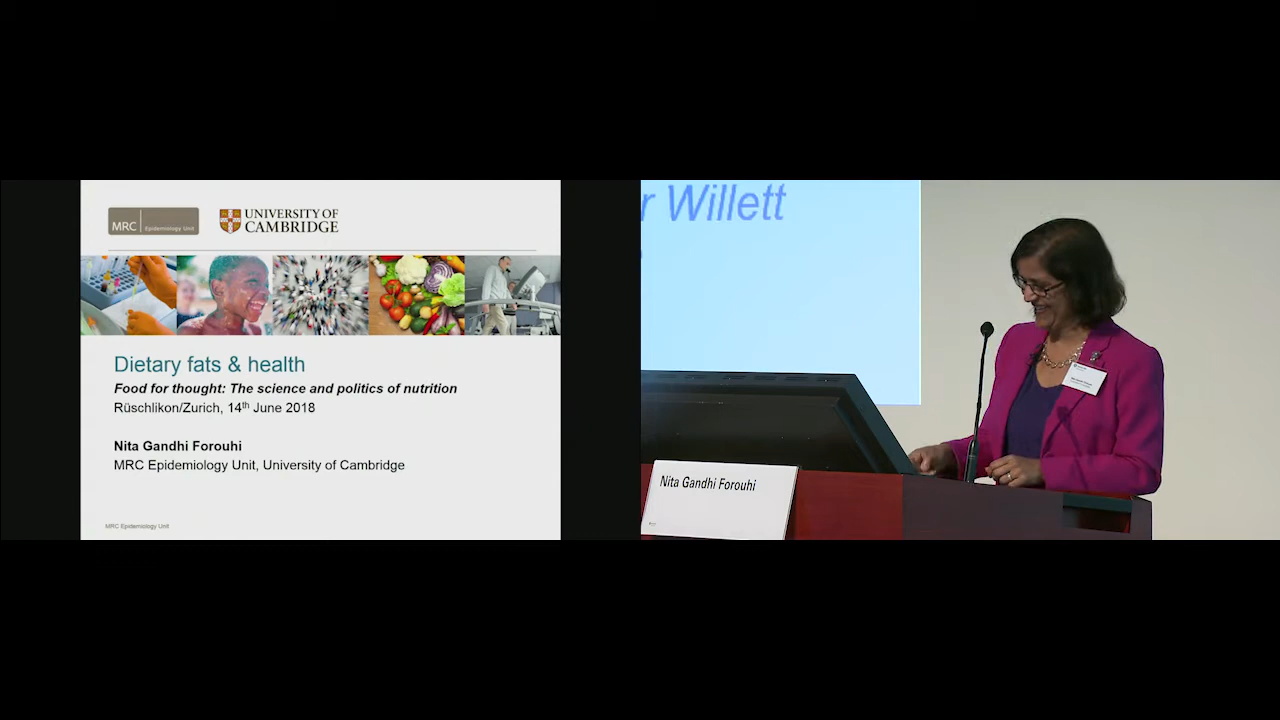 MRC Epidemiology Unit
UNIVERSITY OF
CAMBRIDGE
Dietary fats & health
Food for thought: The science and politics of nutrition
Rüschlikon/Zurich, 14th June 2018
Nita Gandhi Forouhi
MRC Epidemiology Unit, University of Cambridge
MRC Epidemiology Unit
r Willett
Nita Gandhi Forouhi